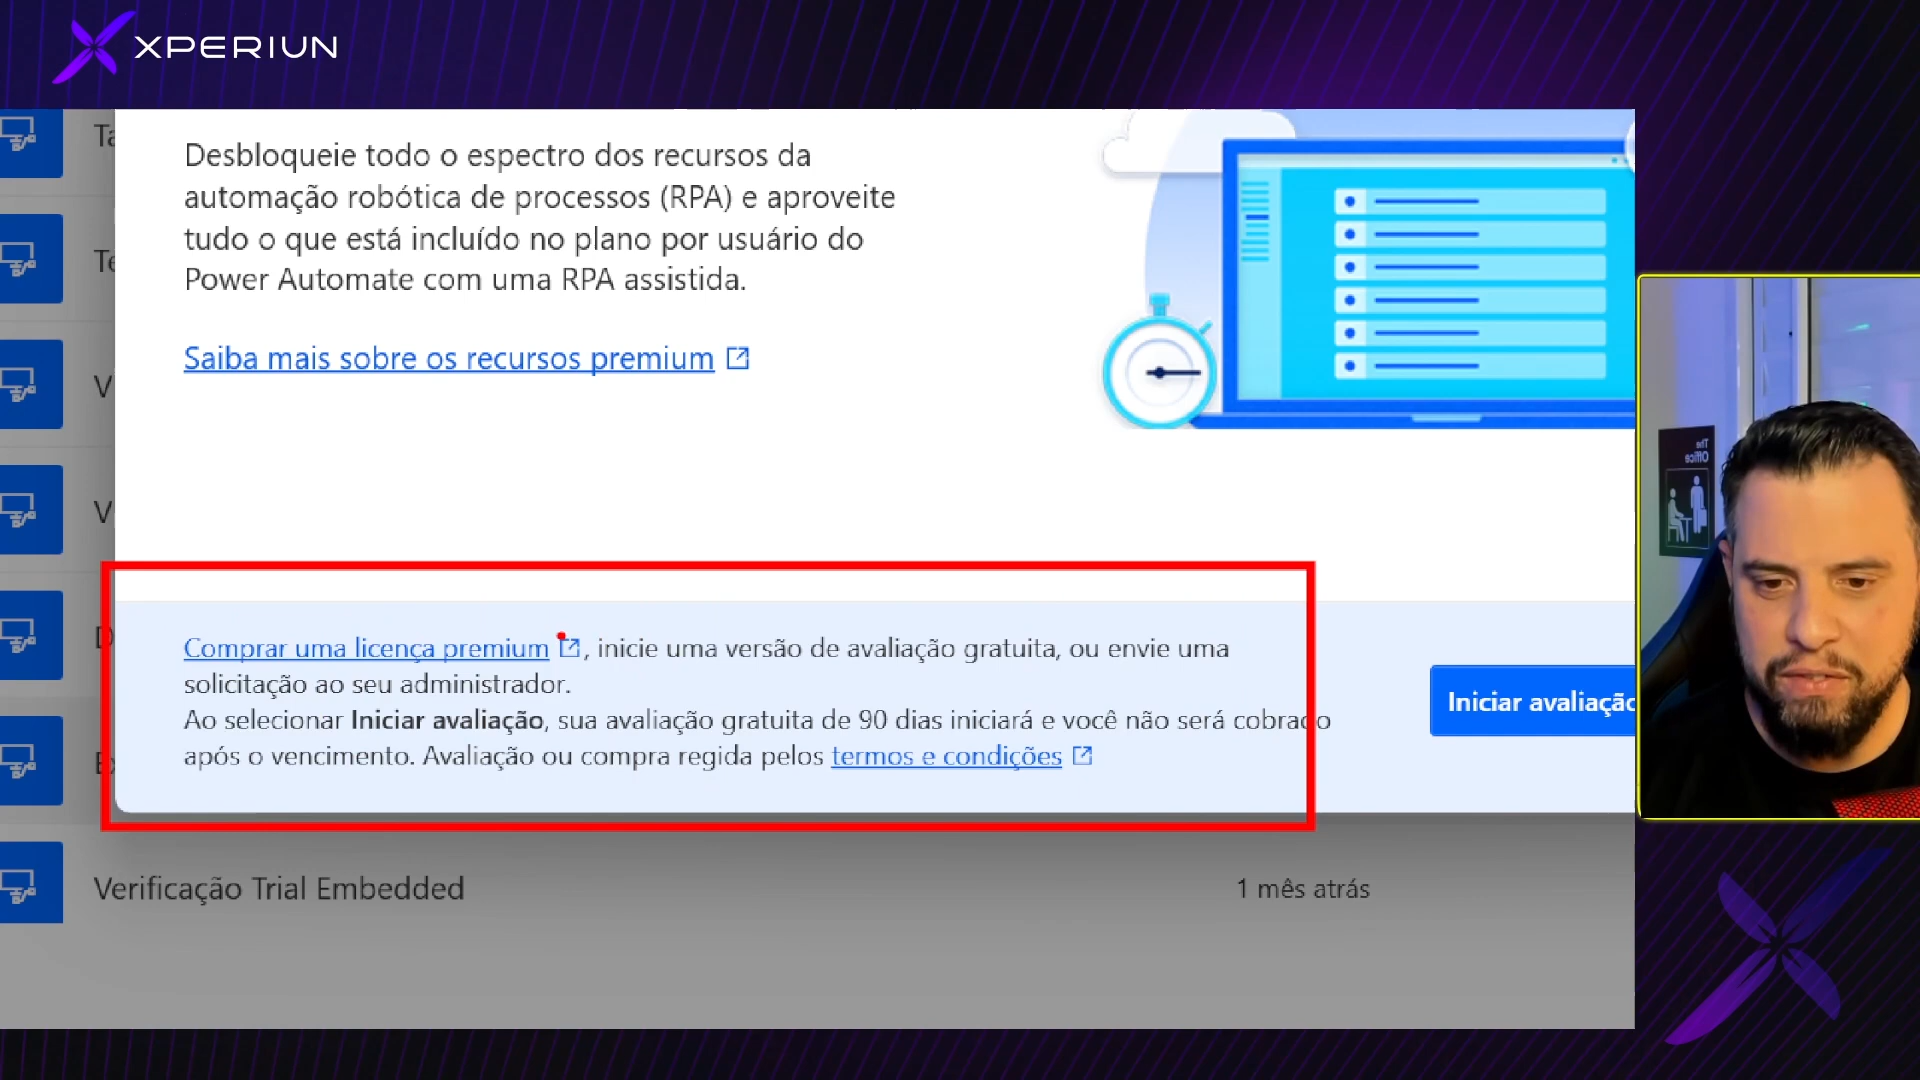 XPERIUN
Desbloqueie todo o espectro dos recursos da
automação robótica de processos (RPA) e aproveite
tudo o que está incluído no plano por usuário do
Power Automate com uma RPA assistida.
Saiba mais sobre os recursos premium
The
Office
Comprar uma licença premium, inicie uma versão de avaliação gratuita, ou envie uma
solicitação ao seu administrador.
Ao selecionar Iniciar avaliação, sua avaliação gratuita de 90 dias iniciará e você não será cobrado
após o vencimento. Avaliação ou compra regida pelos termos e condições
Iniciar avaliação
Verificação Trial Embedded
1 mês atrás